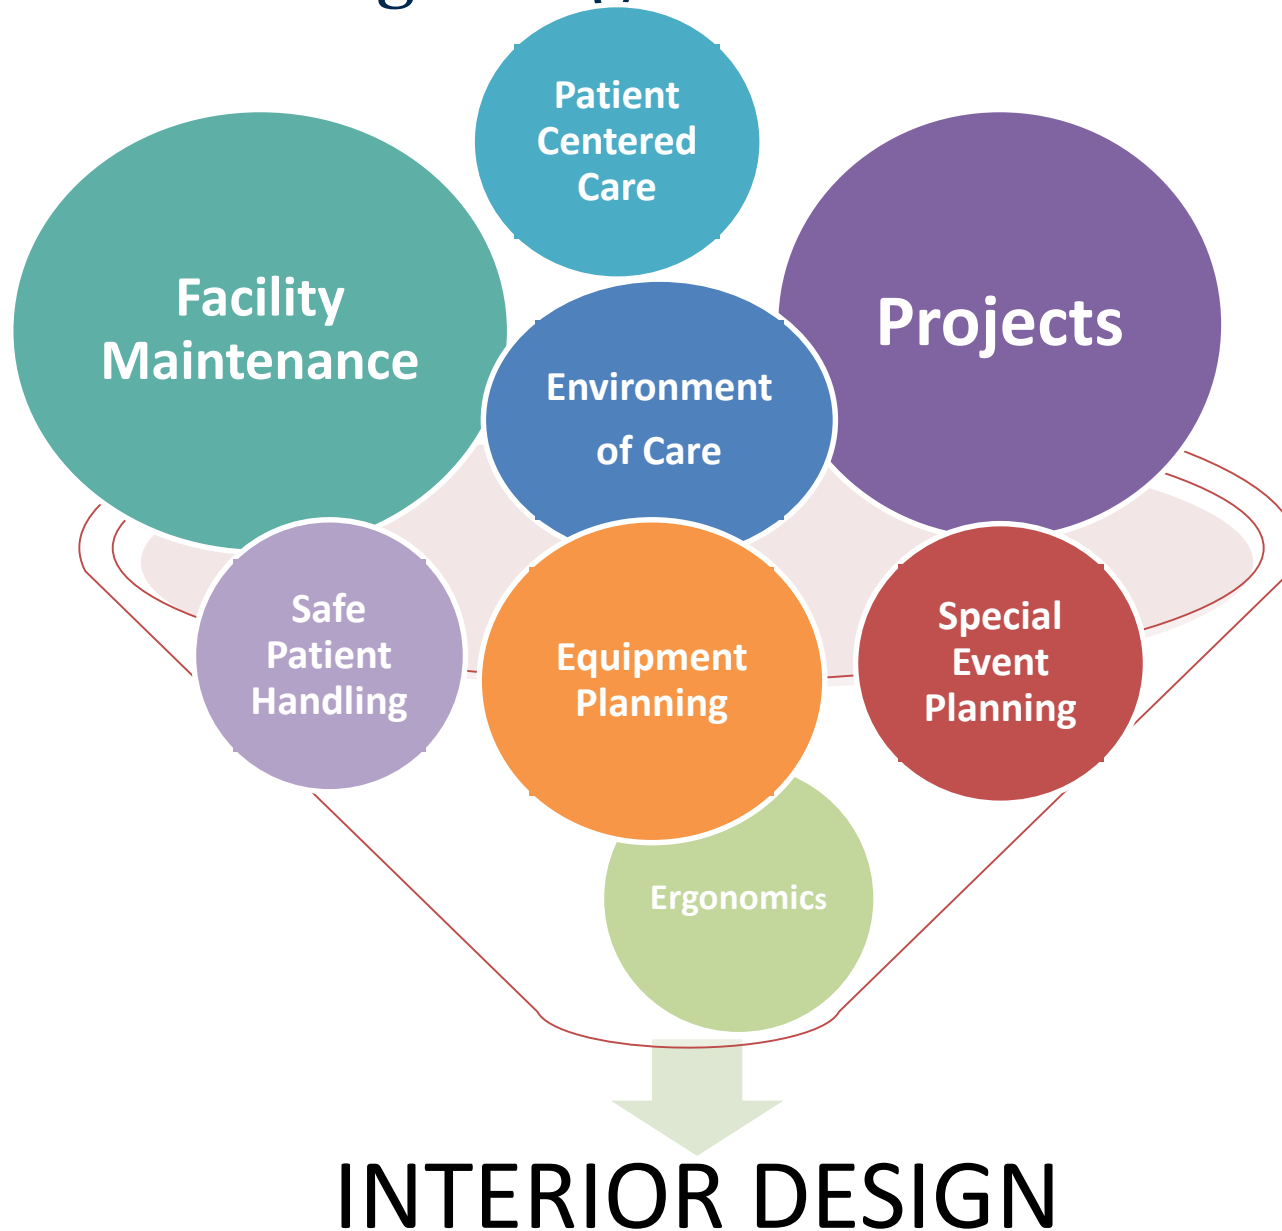 Patient
Centered
Care
Facility
Maintenance
Projects
Environment
of Care
Safe
Patient
Handling
Equipment
Planning
Special
Event
Planning
Ergonomics
INTERIOR DESIGN